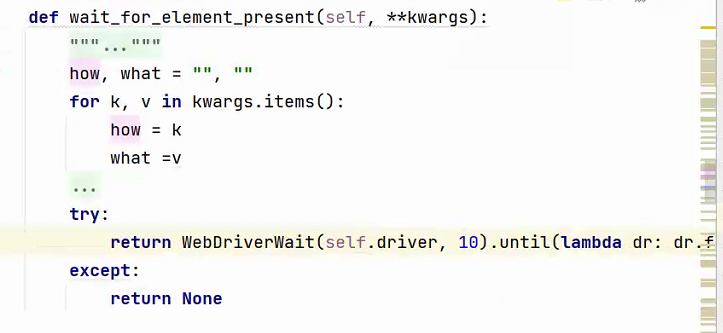 def wait_for_element_present(self, **kwargs):
"""..."""
how, what = "", ""
for k, v in kwargs.items():
how = k
what =v
...
try:
return WebDriverWait(self.driver, 10).until(lambda dr: dr.f
except:
return None